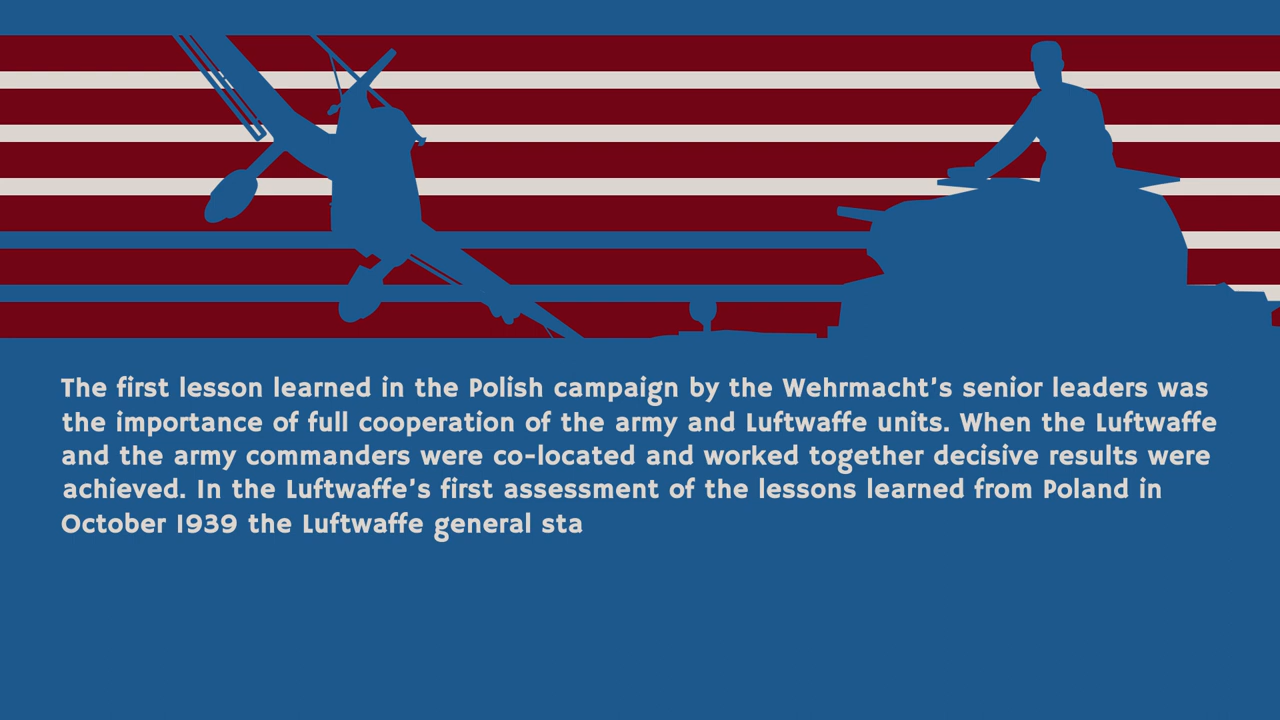 The first lesson learned in the Polish campaign by the Wehrmacht's senior leaders was
the importance of full cooperation of the army and Luftwaffe units. When the Luftwaffe
and the army commanders were co-located and worked together decisive results were
achieved. In the Luftwaffe's first assessment of the lessons learned from Poland in
October 1939 the Luftwaffe general sta